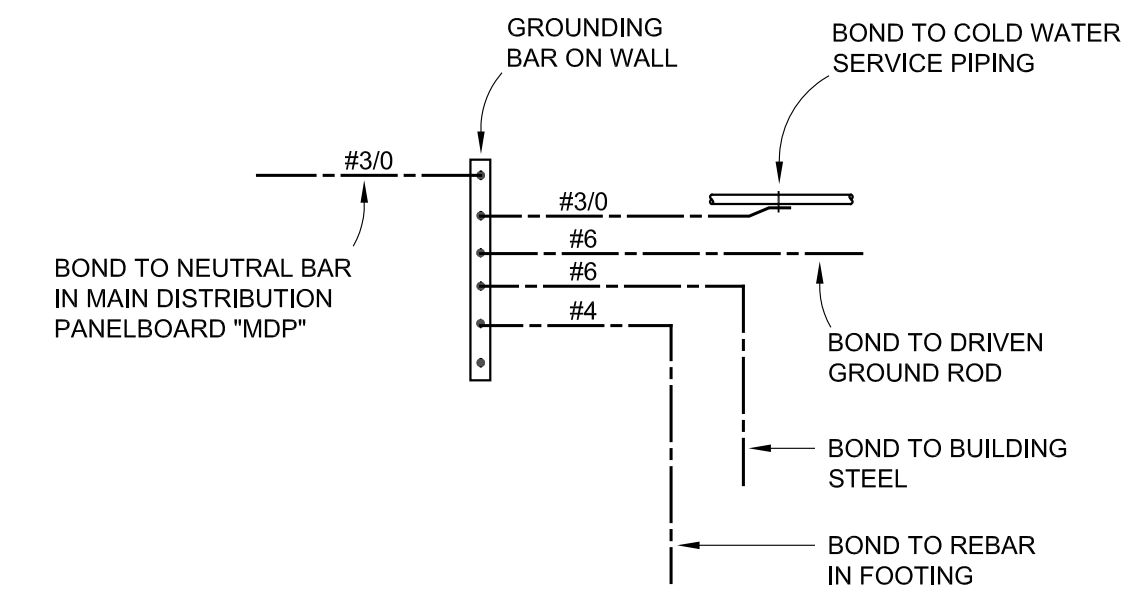 GROUNDING
BAR ON WALL
BOND TO COLD WATER
SERVICE PIPING
#3/0
#3/0
#6
#6
#4
BOND TO NEUTRAL BAR
IN MAIN DISTRIBUTION
PANELBOARD "MDP"
BOND TO DRIVEN
GROUND ROD
BOND TO BUILDING
STEEL
BOND TO REBAR
IN FOOTING